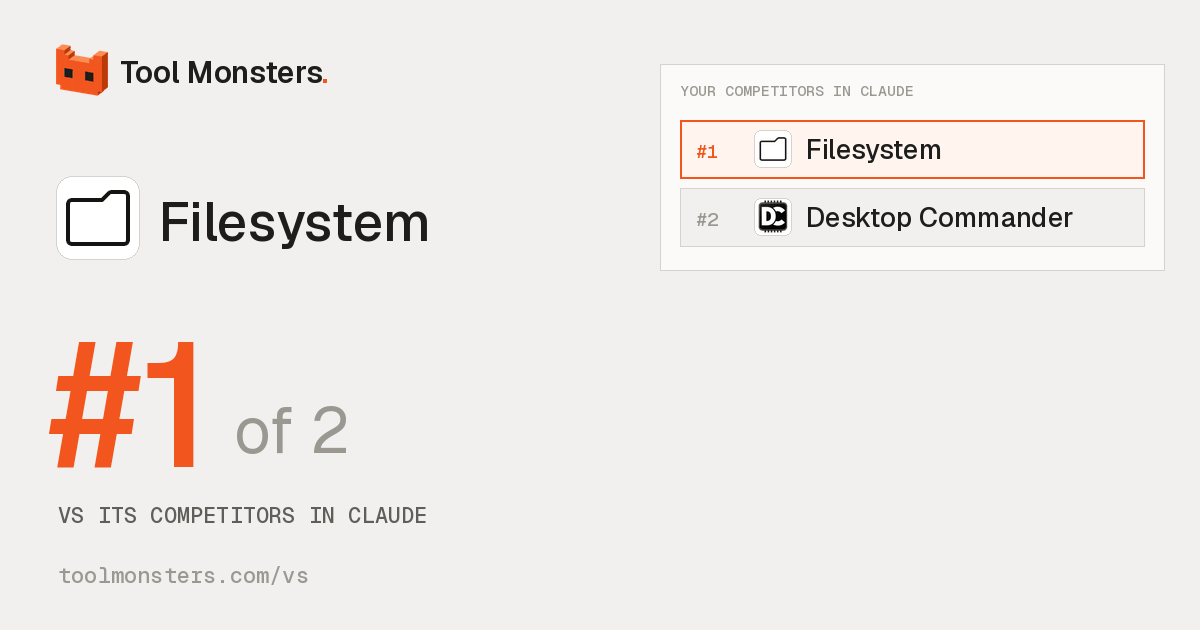 Tool Monsters.
Filesystem
#1 of 2
VS ITS COMPETITORS IN CLAUDE
toolmonsters.com/vs
YOUR COMPETITORS IN CLAUDE
#1 Filesystem
#2 DC Desktop Commander